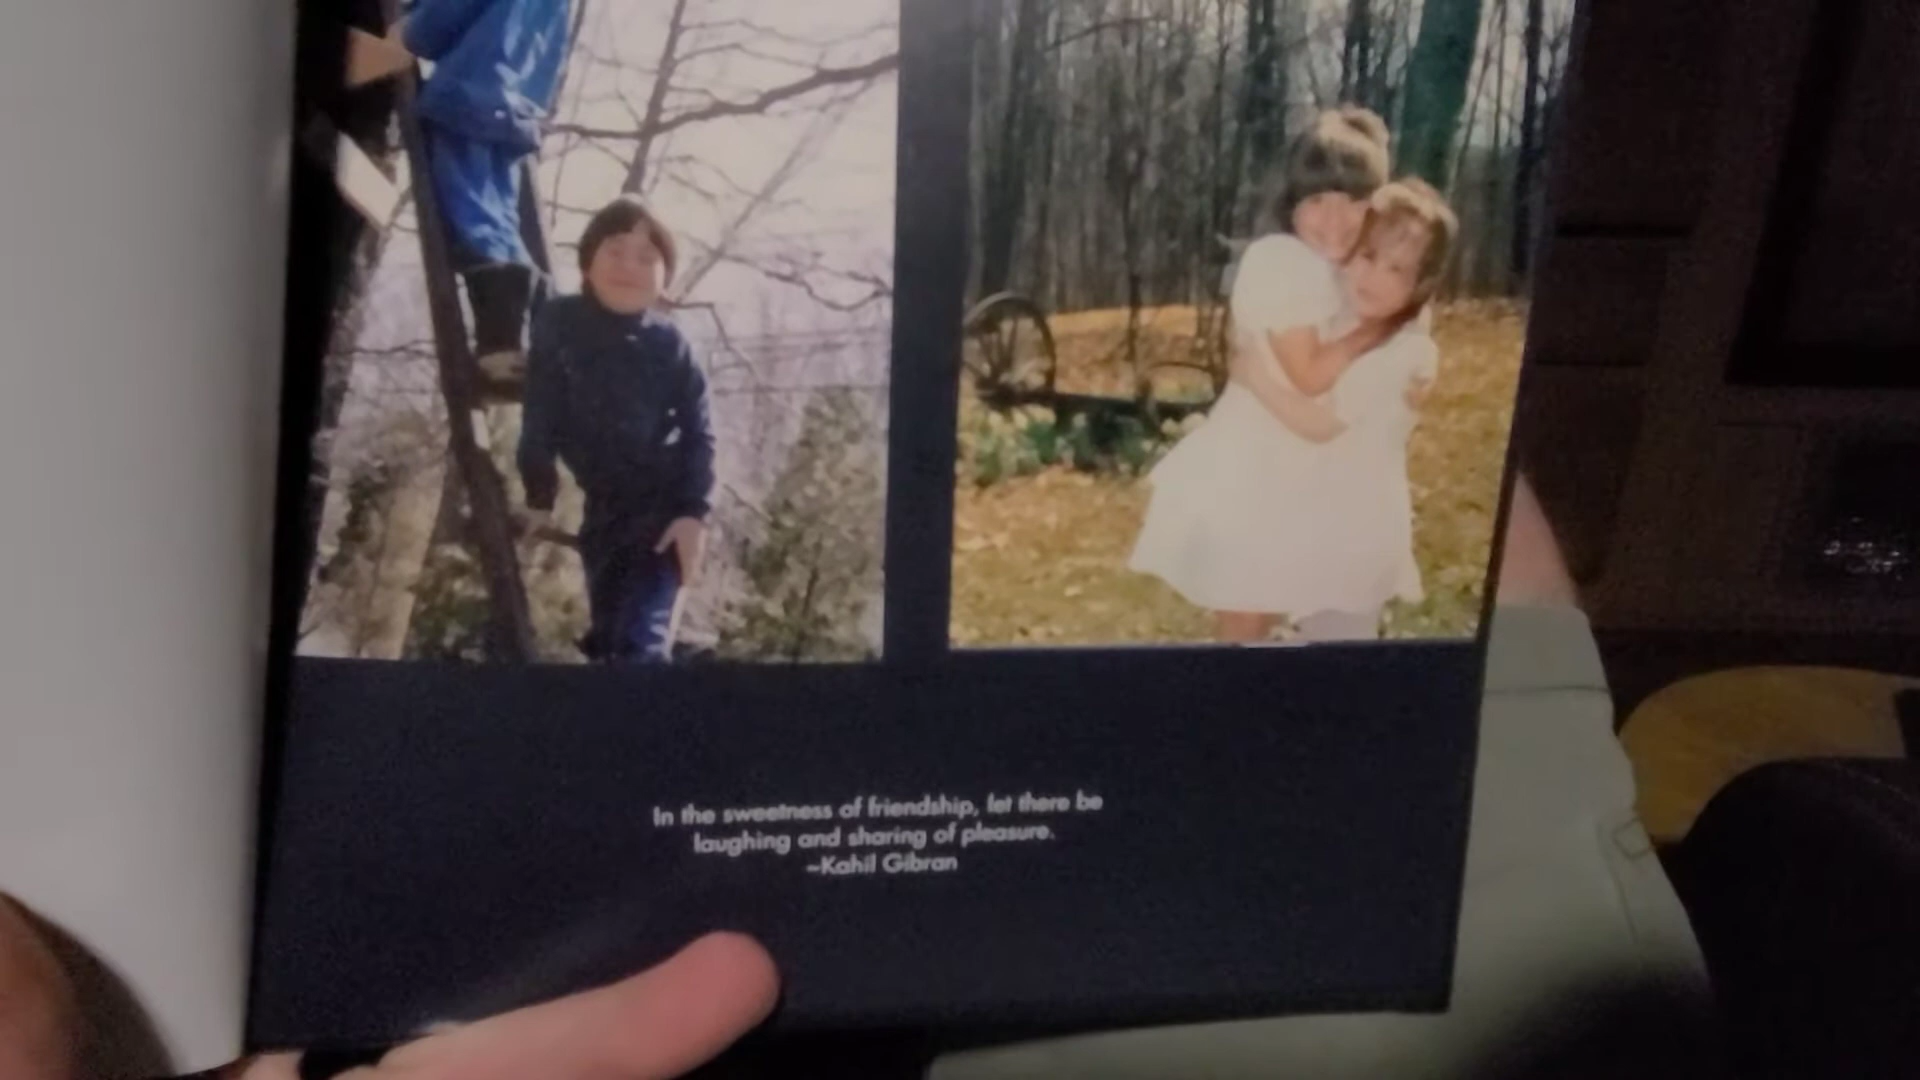 In the sweetness of friendship, let there be
laughing and sharing of pleasure.
~Kahil Gibran